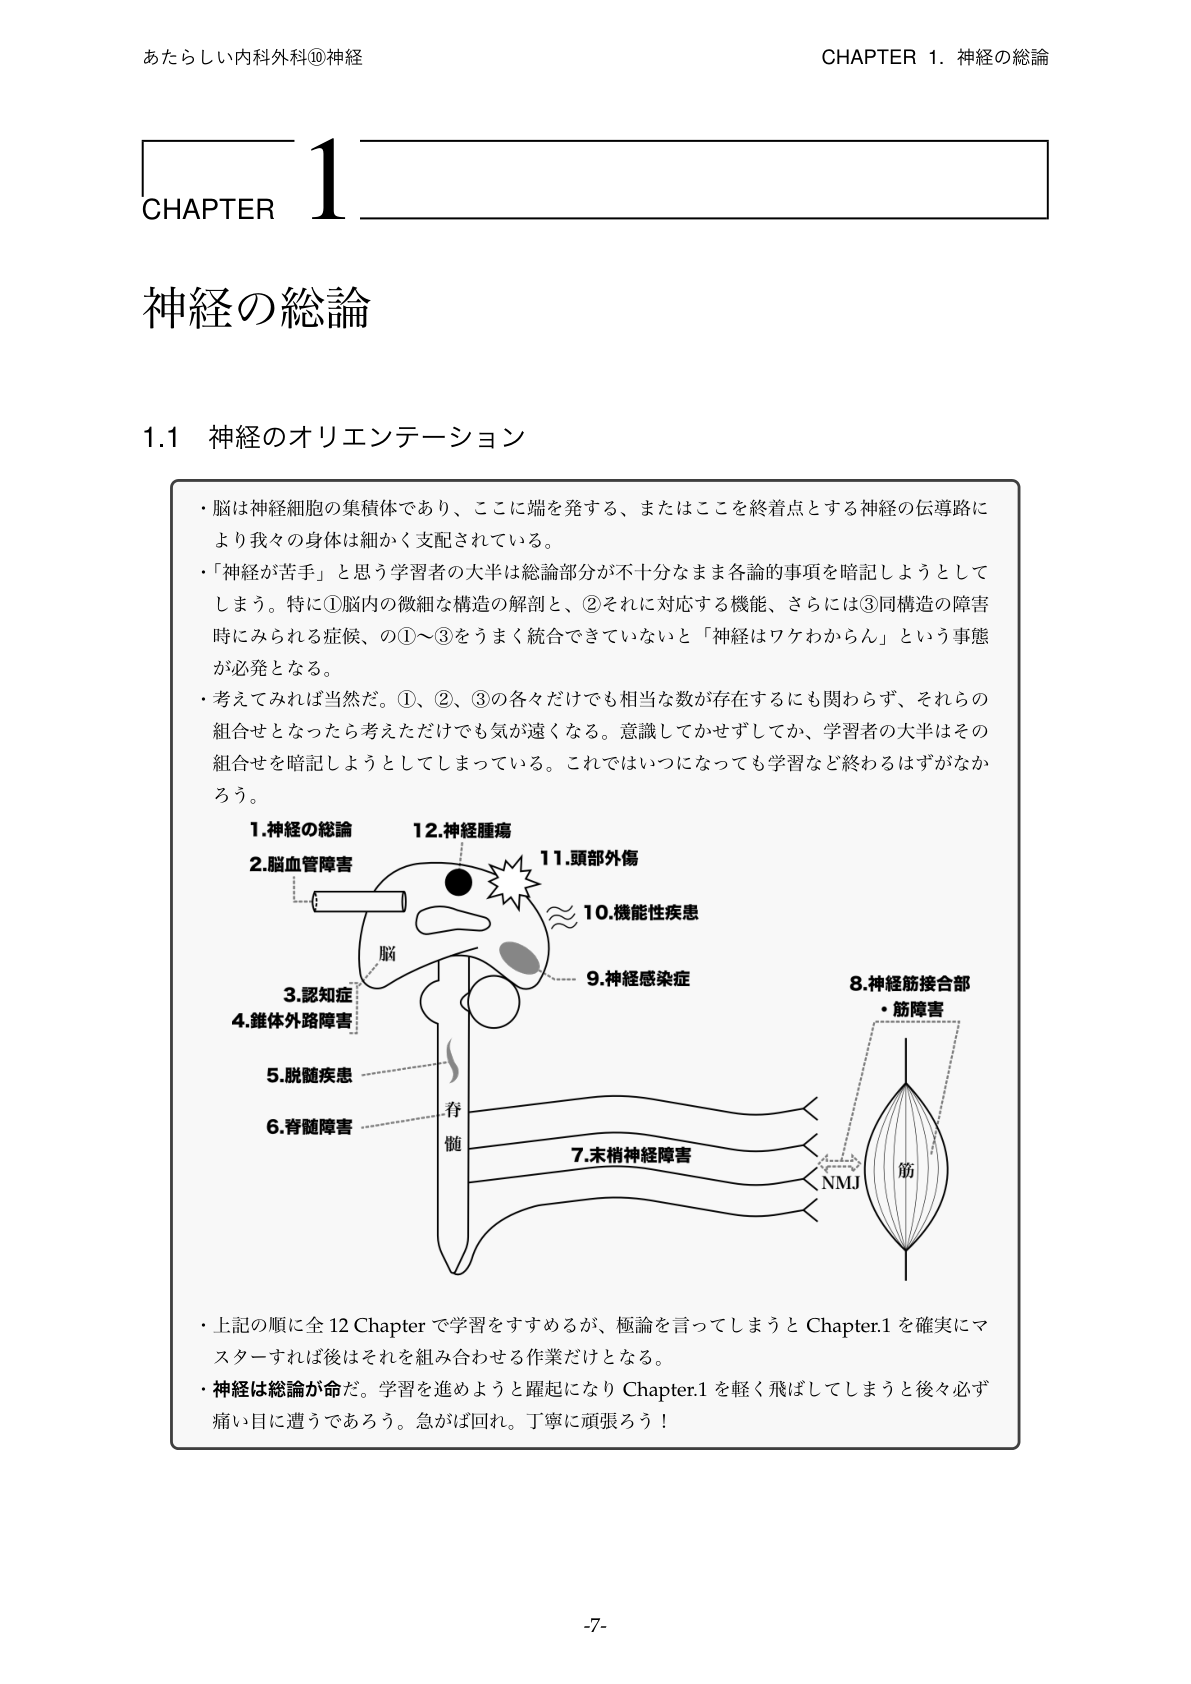 あたらしい内科外科⑩神経
CHAPTER 1. 神経の総論
CHAPTER 1
神経の総論
1.1 神経のオリエンテーション
・脳は神経細胞の集積体であり、ここに端を発する、またはここを終着点とする神経の伝導路に
より我々の身体は細かく支配されている。
・「神経が苦手」と思う学習者の大半は総論部分が不十分なまま各論的事項を暗記しようとして
しまう。特に①脳内の微細な構造の解剖と、②それに対応する機能、さらには③同構造の障害
時にみられる症候、の①〜③をうまく統合できていないと「神経はワケわからん」という事態
が必発となる。
・考えてみれば当然だ。①、②、③の各々だけでも相当な数が存在するにも関わらず、それらの
組合せとなったら考えただけでも気が遠くなる。意識してかせずしてか、学習者の大半はその
組合せを暗記しようとしてしまっている。これではいつになっても学習など終わるはずがなか
ろう。
1.神経の総論
12.神経腫瘍
2.脳血管障害
11.頭部外傷
10.機能性疾患
脳
9.神経感染症
3.認知症
4.錐体外路障害
8.神経筋接合部
・筋障害
5.脱髄疾患
6.脊髄障害
脊
髄
7.末梢神経障害
NMJ
筋
・上記の順に全 12 Chapter で学習をすすめるが、極論を言ってしまうと Chapter.1 を確実にマ
スターすれば後はそれを組み合わせる作業だけとなる。
・神経は総論が命だ。学習を進めようと躍起になり Chapter.1 を軽く飛ばしてしまうと後々必ず
痛い目に遭うであろう。急がば回れ。丁寧に頑張ろう！
-7-